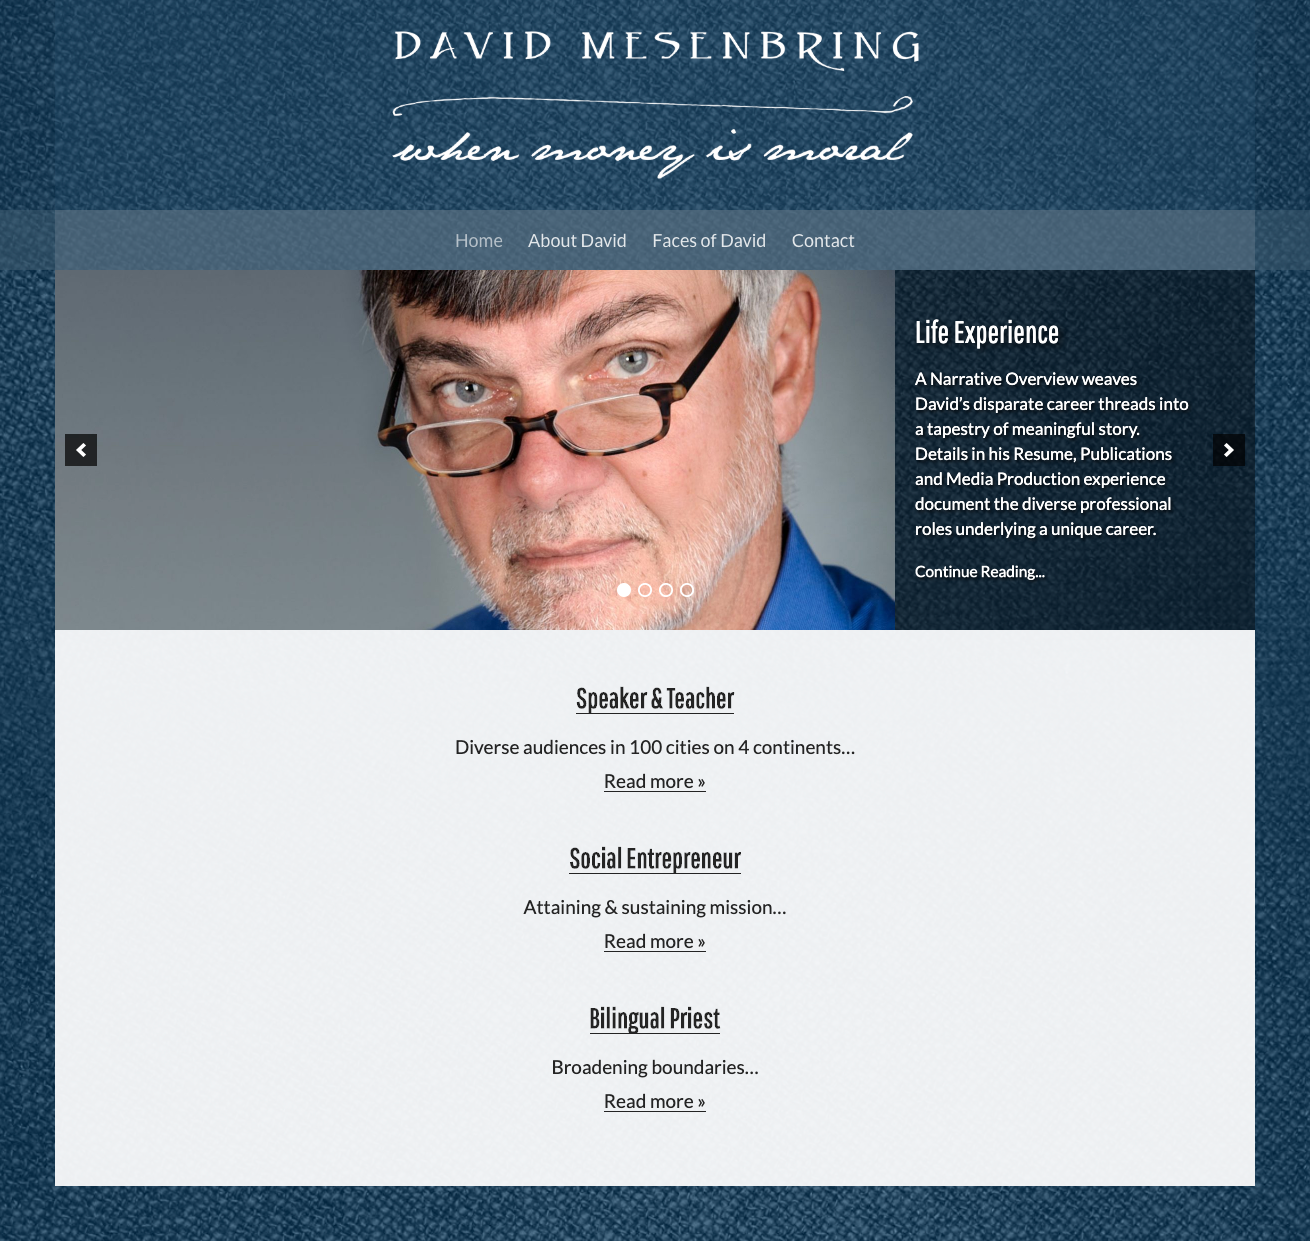 DAVID MESENBRING
when money is moral
Home About David Faces of David Contact
Life Experience
A Narrative Overview weaves
David's disparate career threads into
a tapestry of meaningful story.
Details in his Resume, Publications
and Media Production experience
document the diverse professional
roles underlying a unique career.
Continue Reading...
Speaker & Teacher
Diverse audiences in 100 cities on 4 continents…
Read more »
Social Entrepreneur
Attaining & sustaining mission…
Read more »
Bilingual Priest
Broadening boundaries…
Read more »